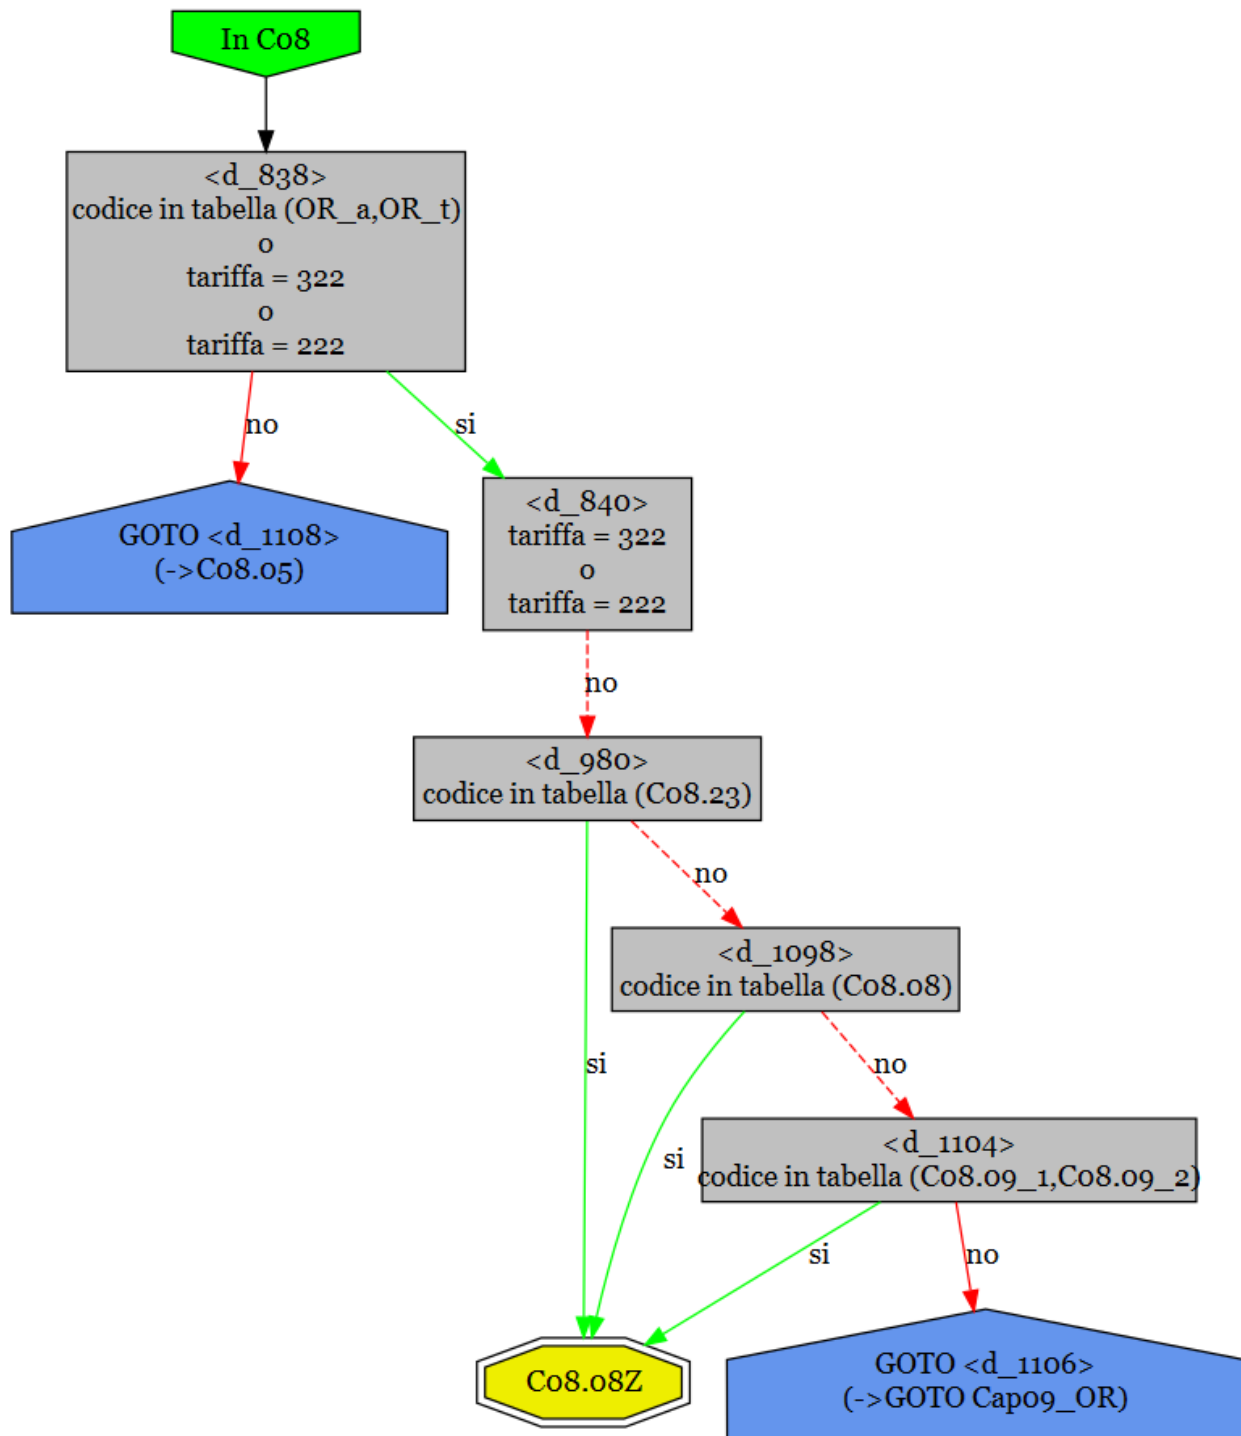 In C08
<d_838>
codice in tabella (OR_a,OR_t)
o
tariffa = 322
o
tariffa = 222
no
si
GOTO <d_1108>
(->C08.05)
<d_840>
tariffa = 322
o
tariffa = 222
no
<d_980>
codice in tabella (C08.23)
no
<d_1098>
codice in tabella (C08.08)
si
no
<d_1104>
codice in tabella (C08.09_1,C08.09_2)
si
si
no
C08.08Z
GOTO <d_1106>
(->GOTO Cap09_OR)